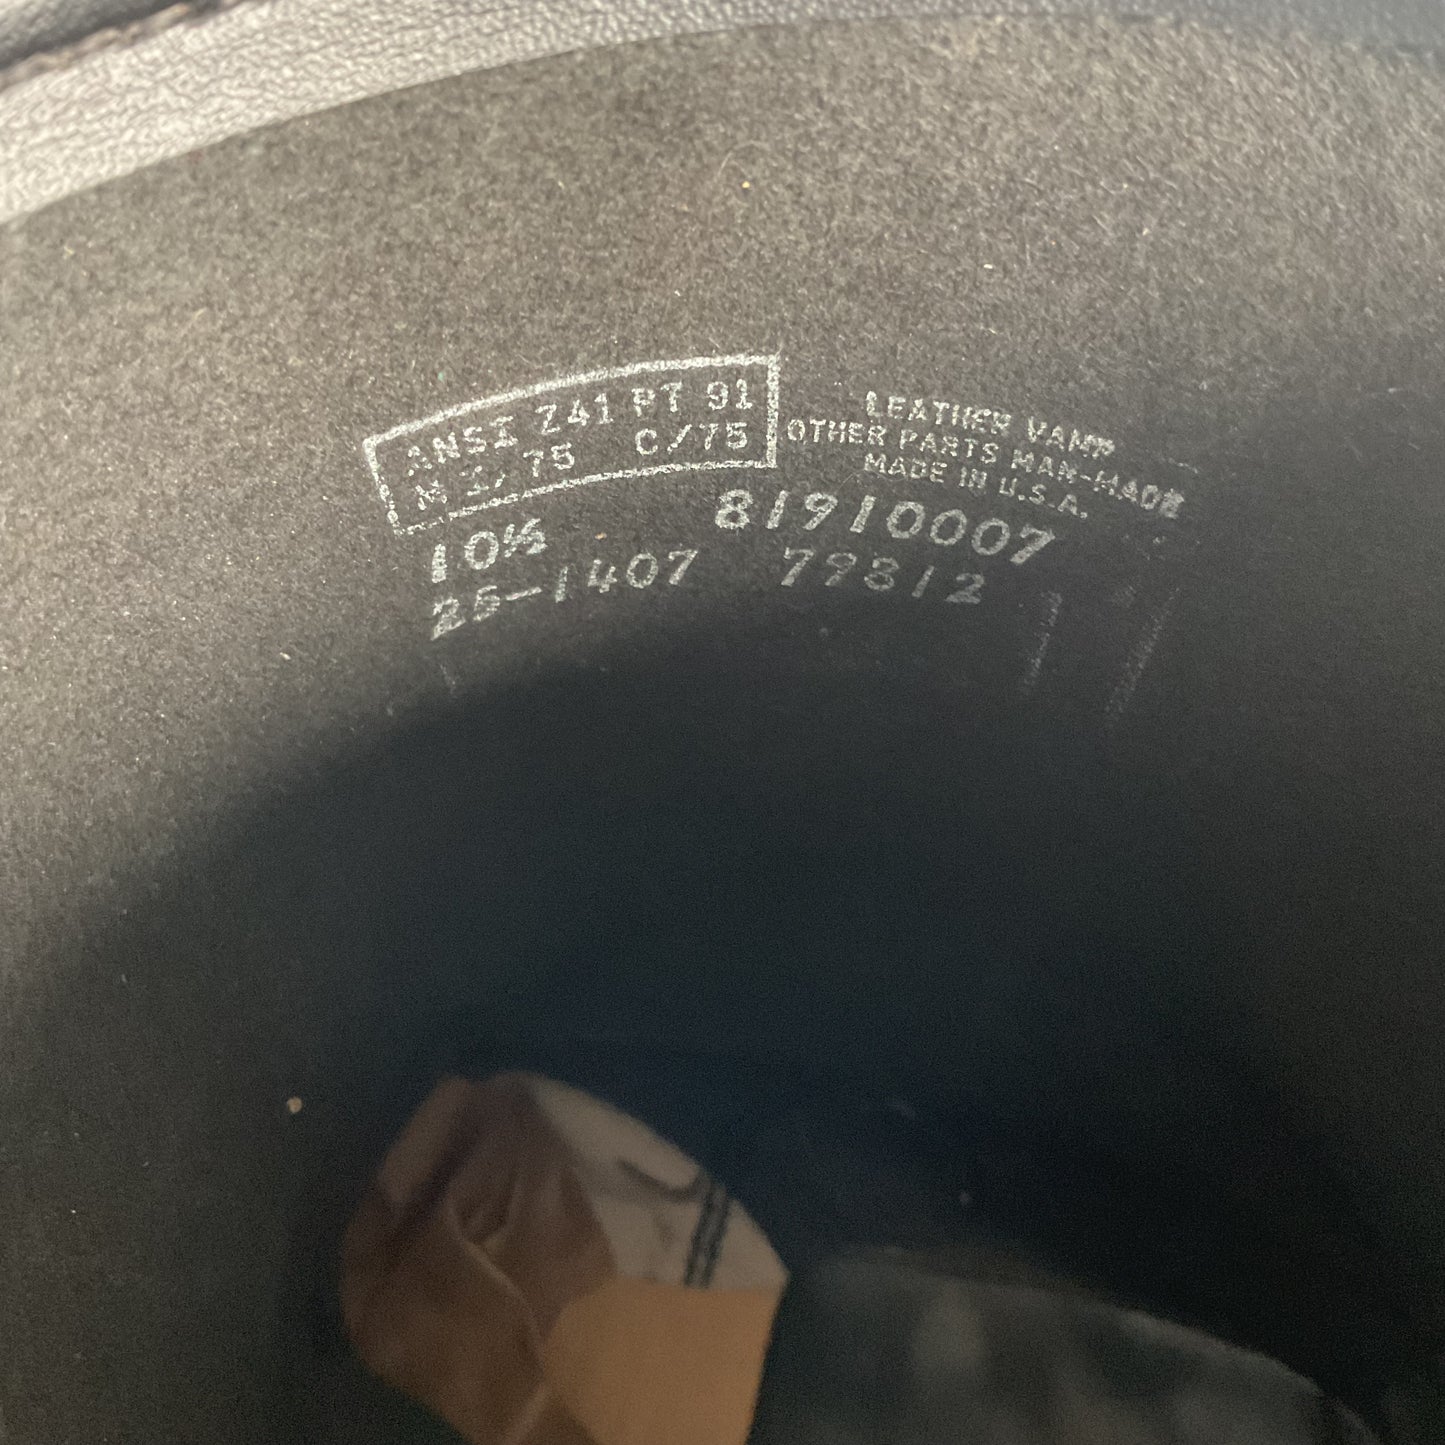 ANSI Z41 PT 91
M I/75 C/75
LEATHER VAMP
OTHER PARTS MAN-MADE
MADE IN U.S.A.
10½ 81910007
25-1407 79812